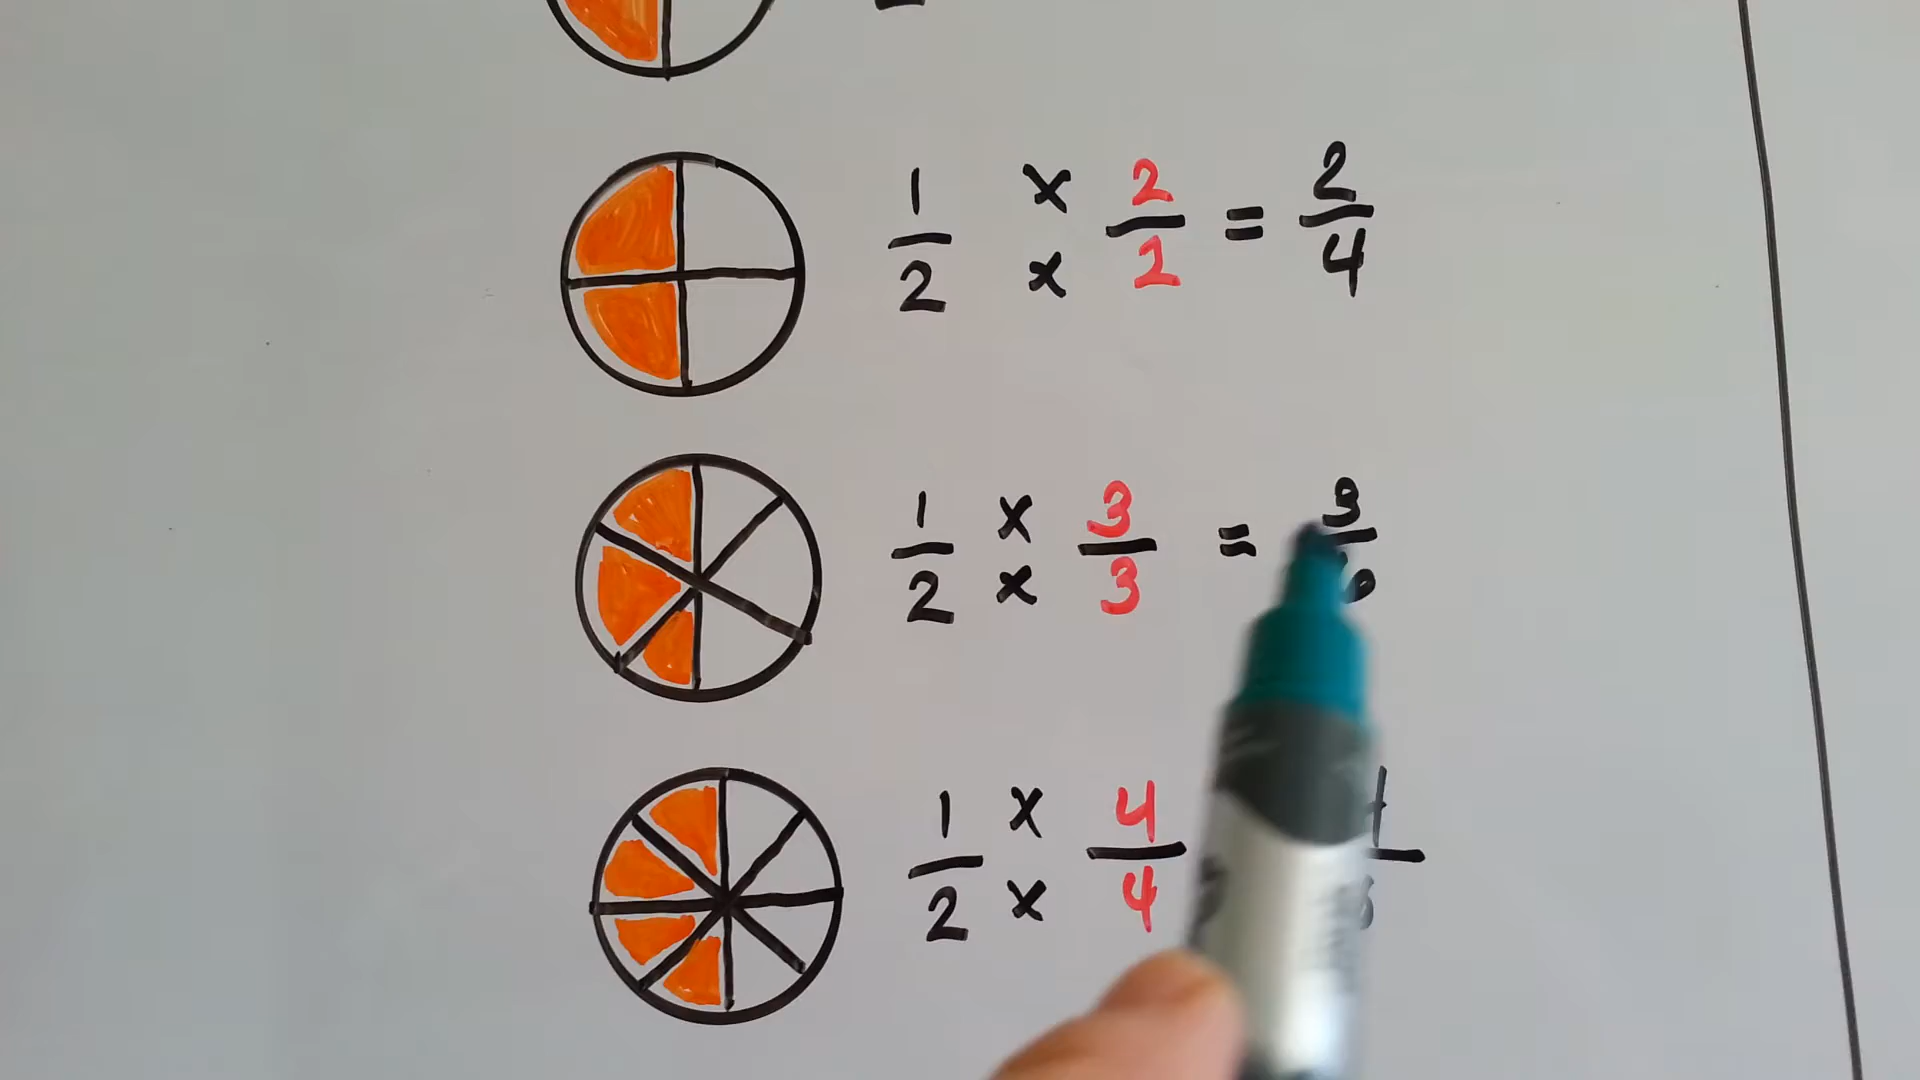 1/2 x/x 2/2 = 2/4
1/2 x/x 3/3 = 3/
1/2 x/x 4/4